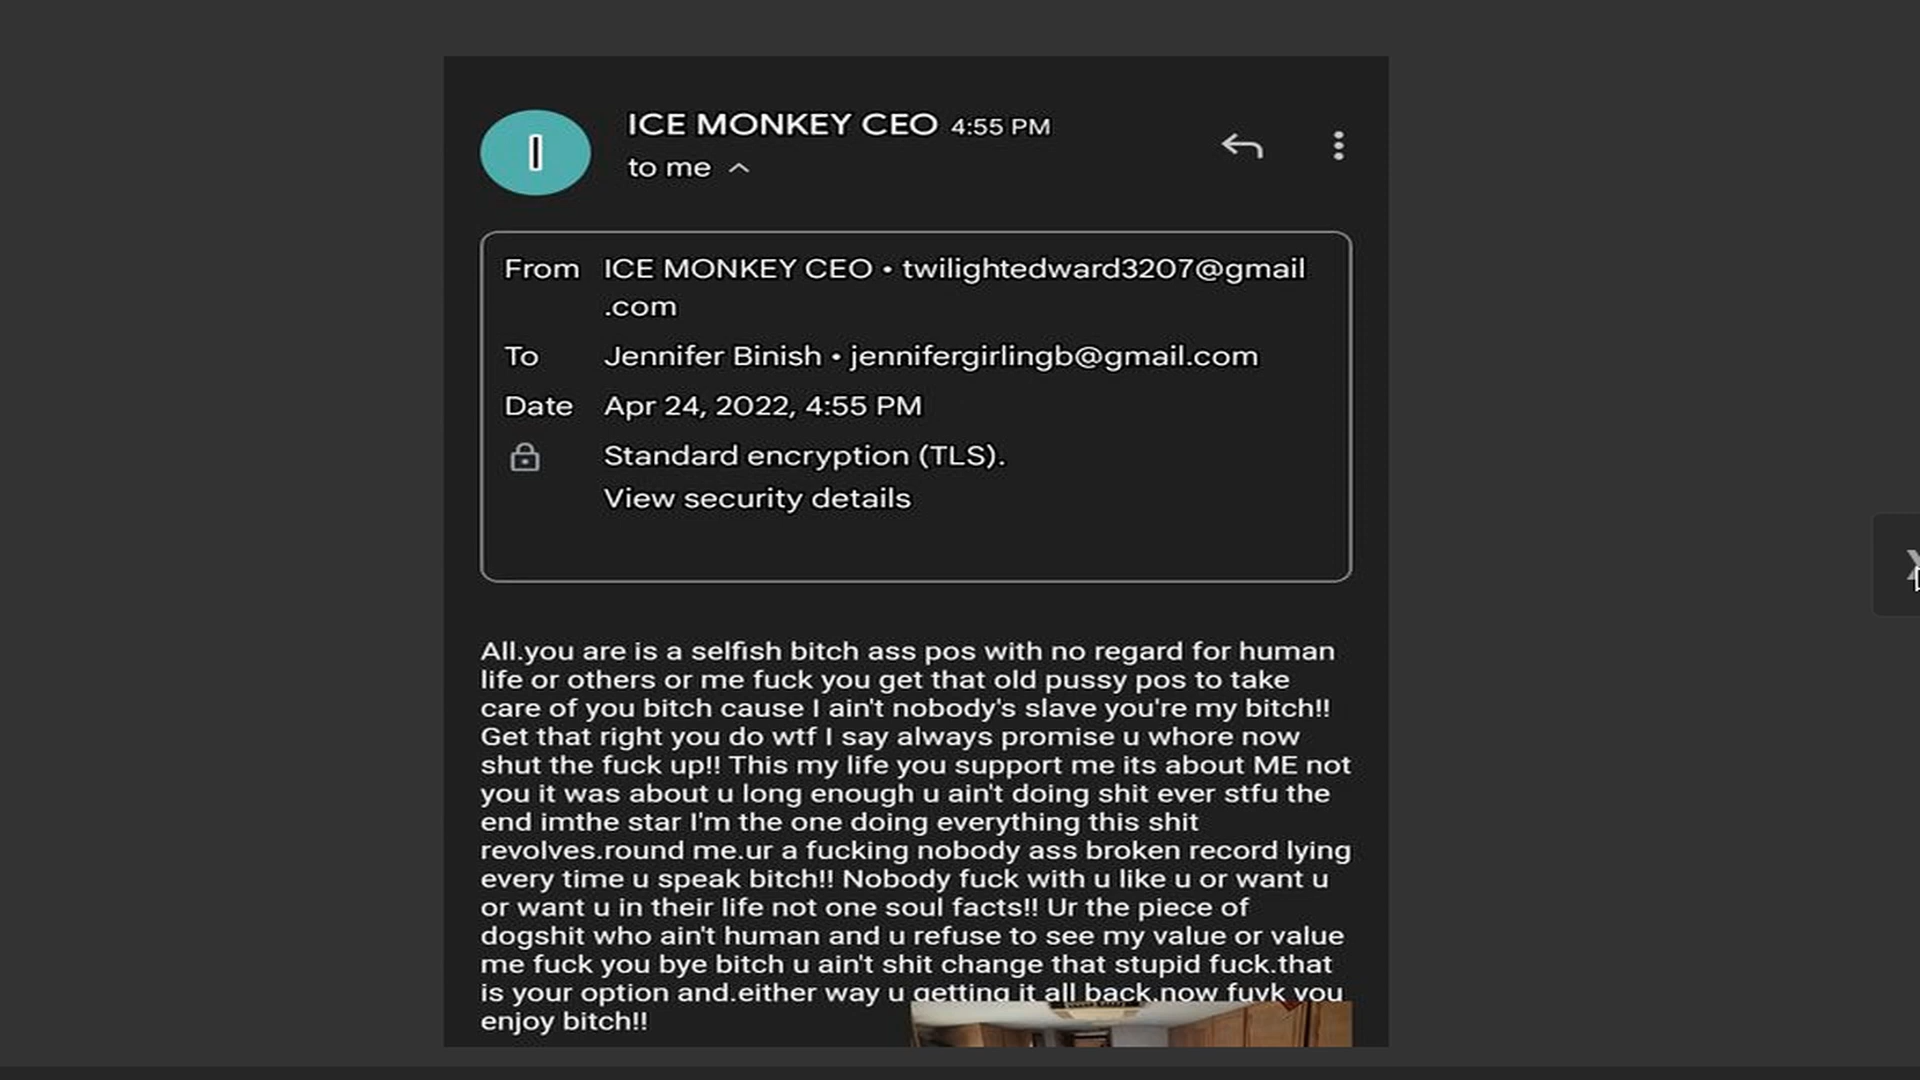 I
ICE MONKEY CEO 4:55 PM
to me
From ICE MONKEY CEO • twilightedward3207@gmail
.com
To Jennifer Binish • jennifergirlingb@gmail.com
Date Apr 24, 2022, 4:55 PM
Standard encryption (TLS).
View security details
All.you are is a selfish bitch ass pos with no regard for human
life or others or me fuck you get that old pussy pos to take
care of you bitch cause I ain't nobody's slave you're my bitch!!
Get that right you do wtf I say always promise u whore now
shut the fuck up!! This my life you support me its about ME not
you it was about u long enough u ain't doing shit ever stfu the
end imthe star I'm the one doing everything this shit
revolves.round me.ur a fucking nobody ass broken record lying
every time u speak bitch!! Nobody fuck with u like u or want u
or want u in their life not one soul facts!! Ur the piece of
dogshit who ain't human and u refuse to see my value or value
me fuck you bye bitch u ain't shit change that stupid fuck.that
is your option and.either way u getting it all back.now fuvk you
enjoy bitch!!